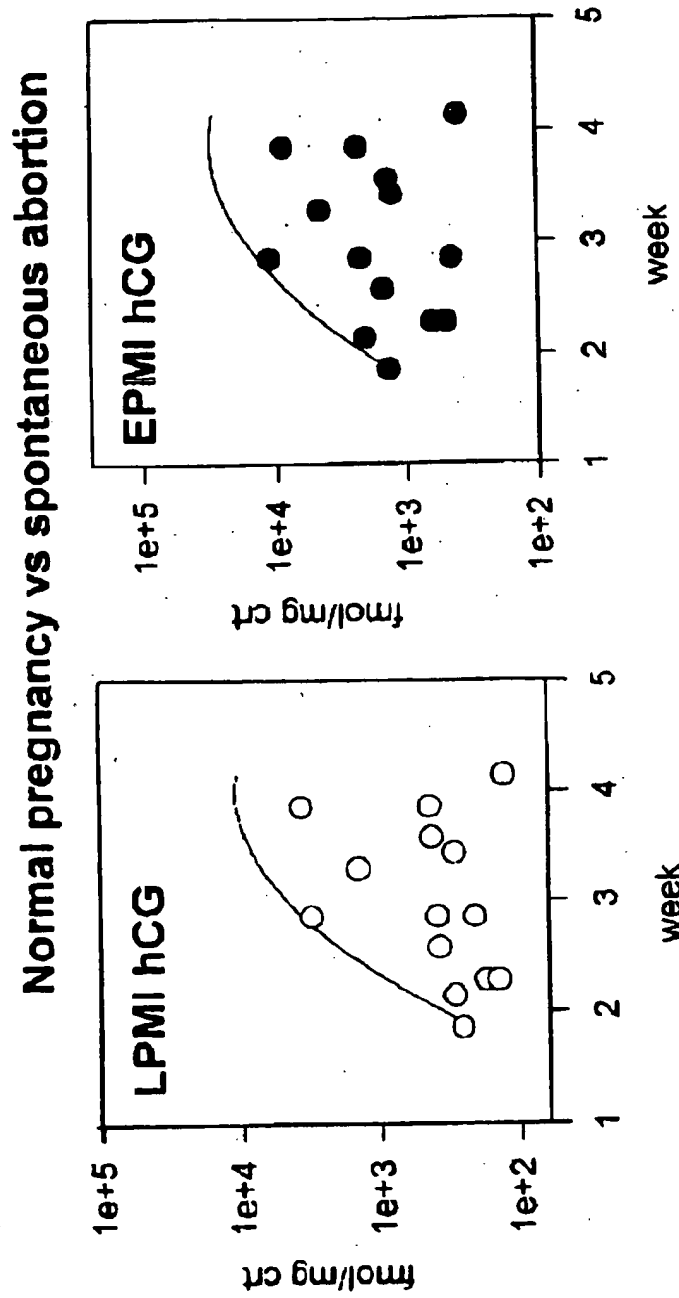 Normal pregnancy vs spontaneous abortion
LPMI hCG
fmol/mg crt
1e+5
1e+4
1e+3
1e+2
1 2 3 4 5
week
EPMI hCG
fmol/mg crt
1e+5
1e+4
1e+3
1e+2
1 2 3 4 5
week